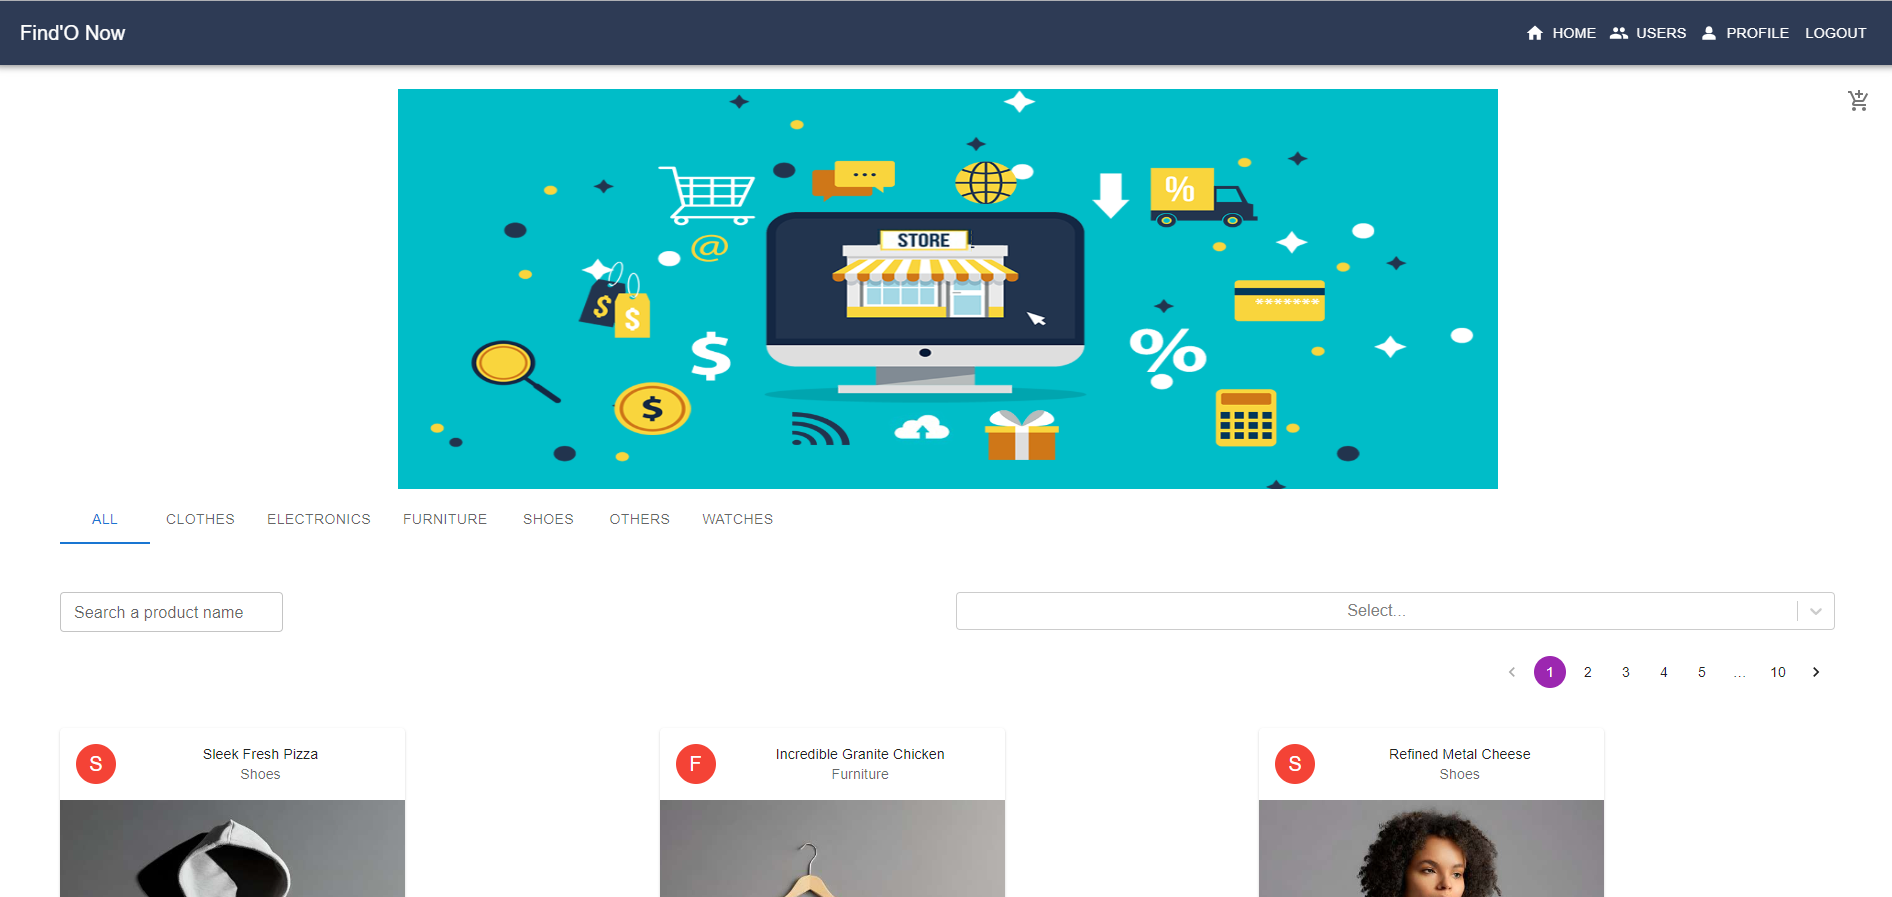 Find'O Now
HOME USERS PROFILE LOGOUT
%
@
STORE
$
$
*******
$
%
$
ALL CLOTHES ELECTRONICS FURNITURE SHOES OTHERS WATCHES
Search a product name
Select...
1 2 3 4 5 ... 10
S
Sleek Fresh Pizza
Shoes
F
Incredible Granite Chicken
Furniture
S
Refined Metal Cheese
Shoes